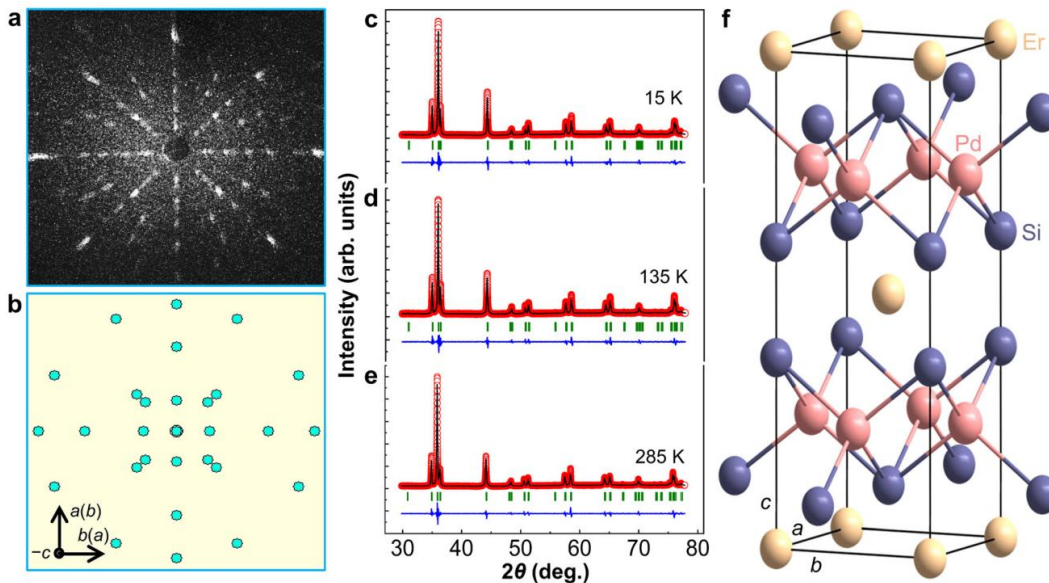 a
b
a(b)
b(a)
−c
c
15 K
d
135 K
e
285 K
Intensity (arb. units)
30 40 50 60 70 80
2θ (deg.)
f
Er
Pd
Si
c
a
b